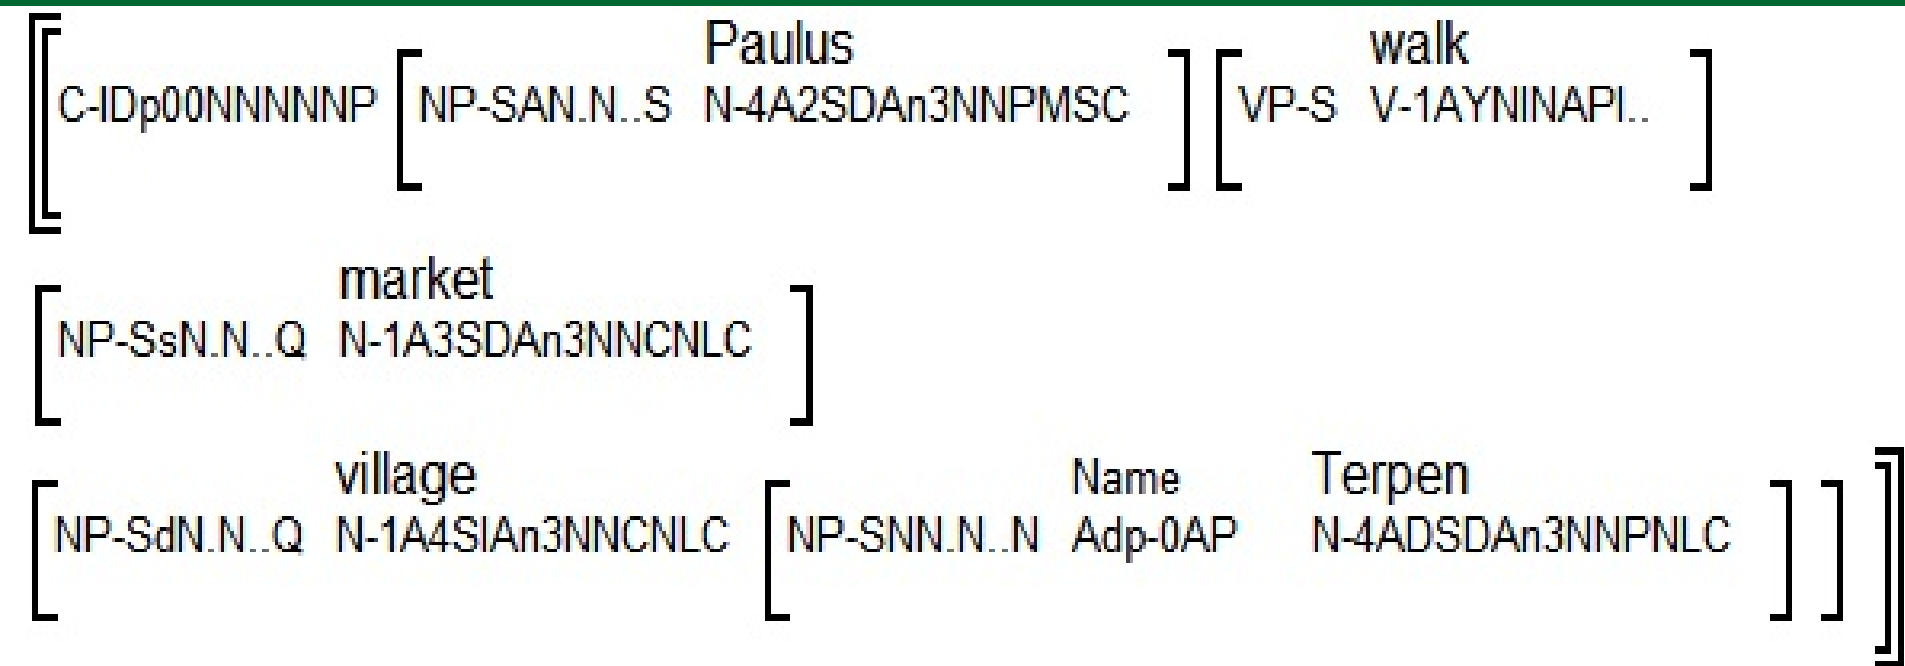 Paulus walk
C-IDp00NNNNNP NP-SAN.N..S N-4A2SDAn3NNPMSC VP-S V-1AYNINAPI..
market
NP-SsN.N..Q N-1A3SDAn3NNCNLC
village Name Terpen
NP-SdN.N..Q N-1A4SIAn3NNCNLC NP-SNN.N..N Adp-0AP N-4ADSDAn3NNPNLC